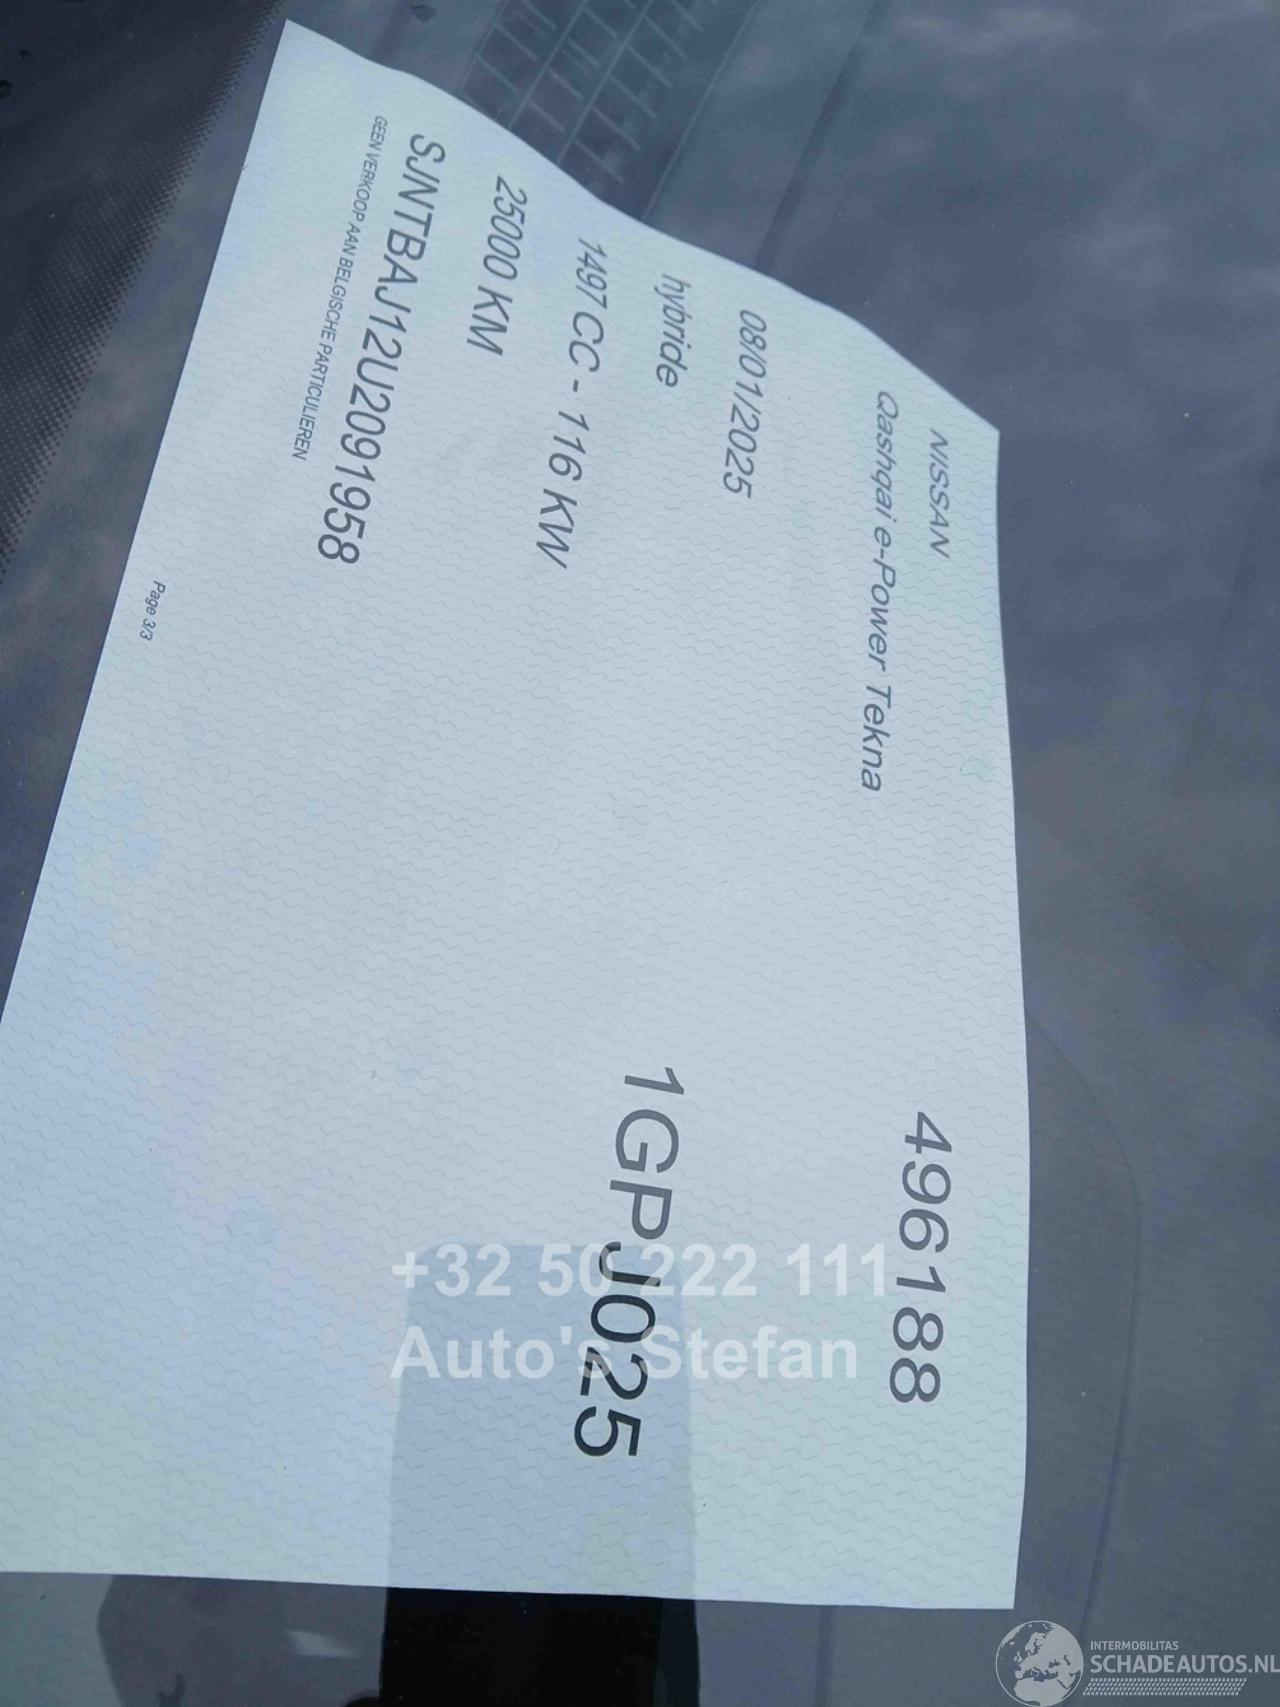 NISSAN
496188
Qashqai e-Power Tekna
08/01/2025
hybride
1GPJ025
1497 CC - 116 KW
25000 KM
SJNTBAJ12U2091958
GEEN VERKOOP AAN BELGISCHE PARTICULIEREN
Page 3/3
+32 50 222 111
Auto's Stefan
INTERMOBILITAS
SCHADEAUTOS.NL